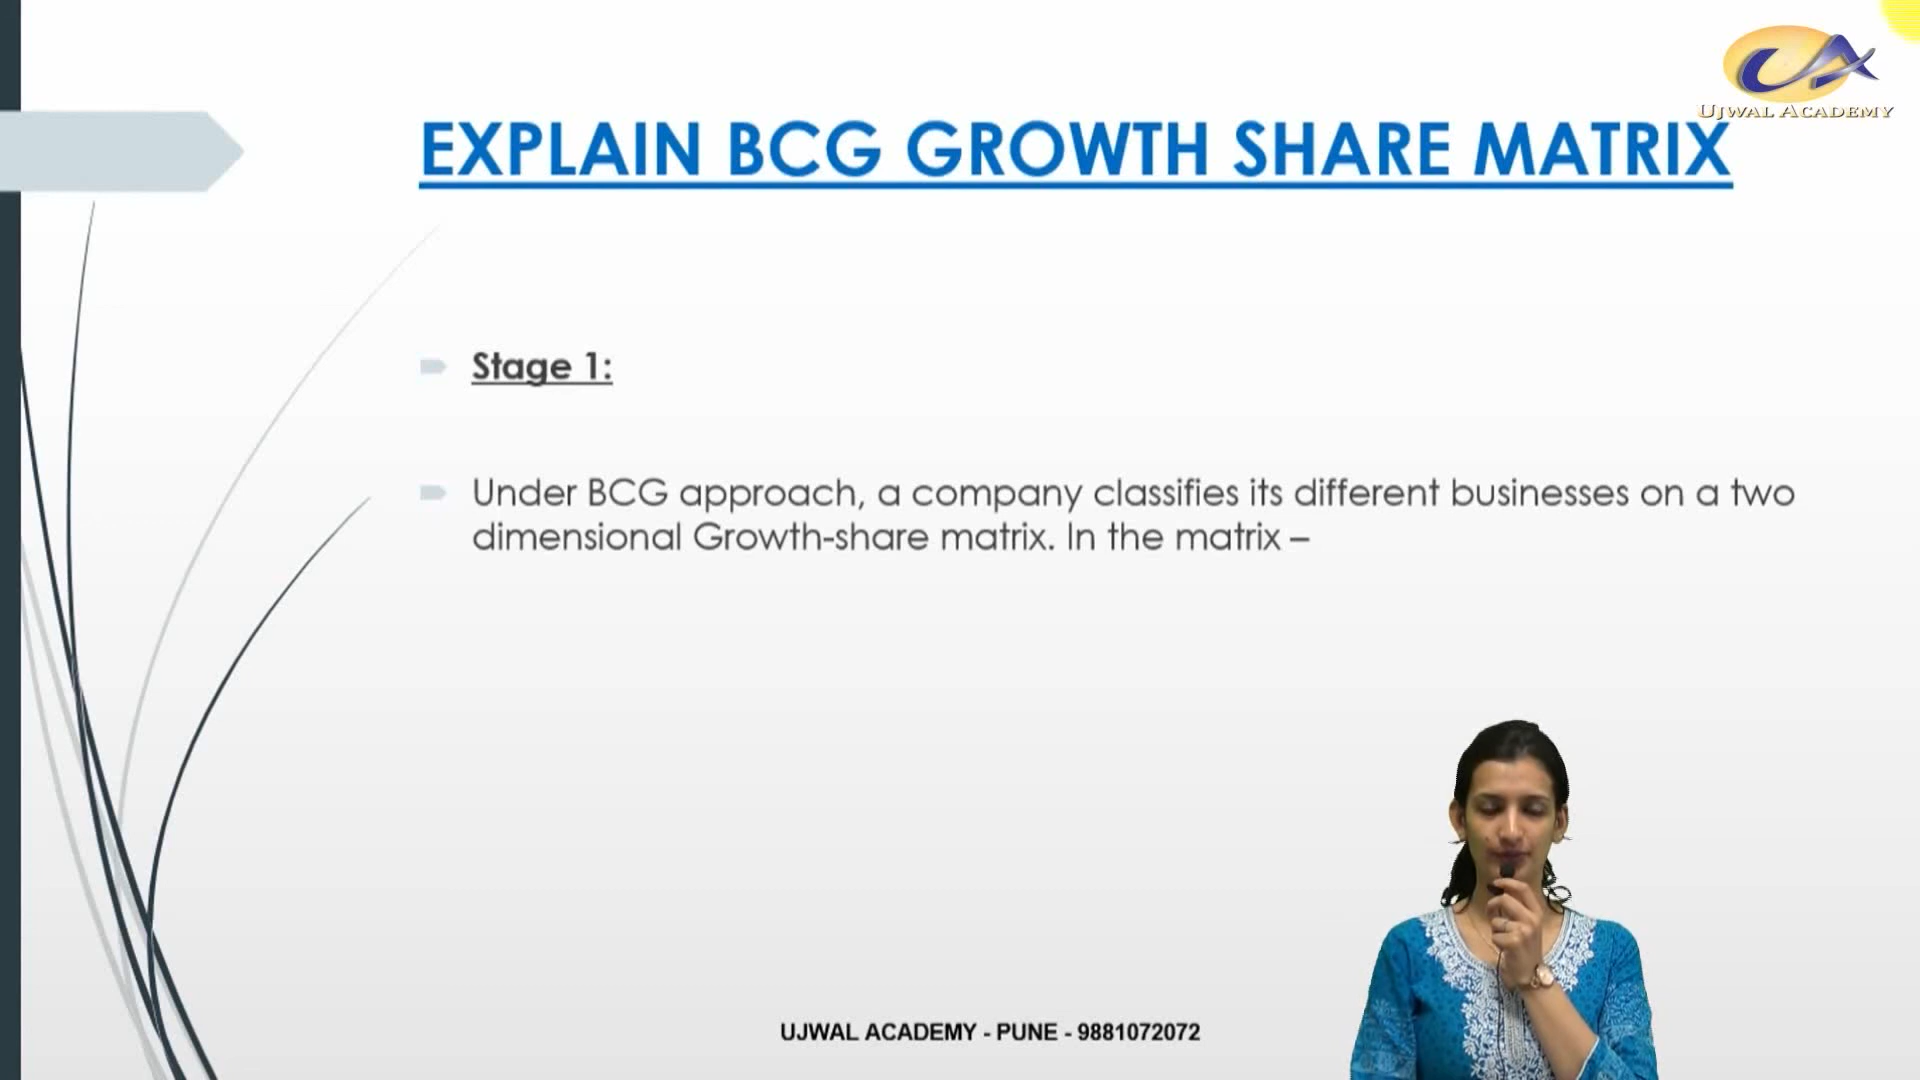 UJWAL ACADEMY
EXPLAIN BCG GROWTH SHARE MATRIX
Stage 1:
Under BCG approach, a company classifies its different businesses on a two
dimensional Growth-share matrix. In the matrix –
UJWAL ACADEMY - PUNE - 9881072072